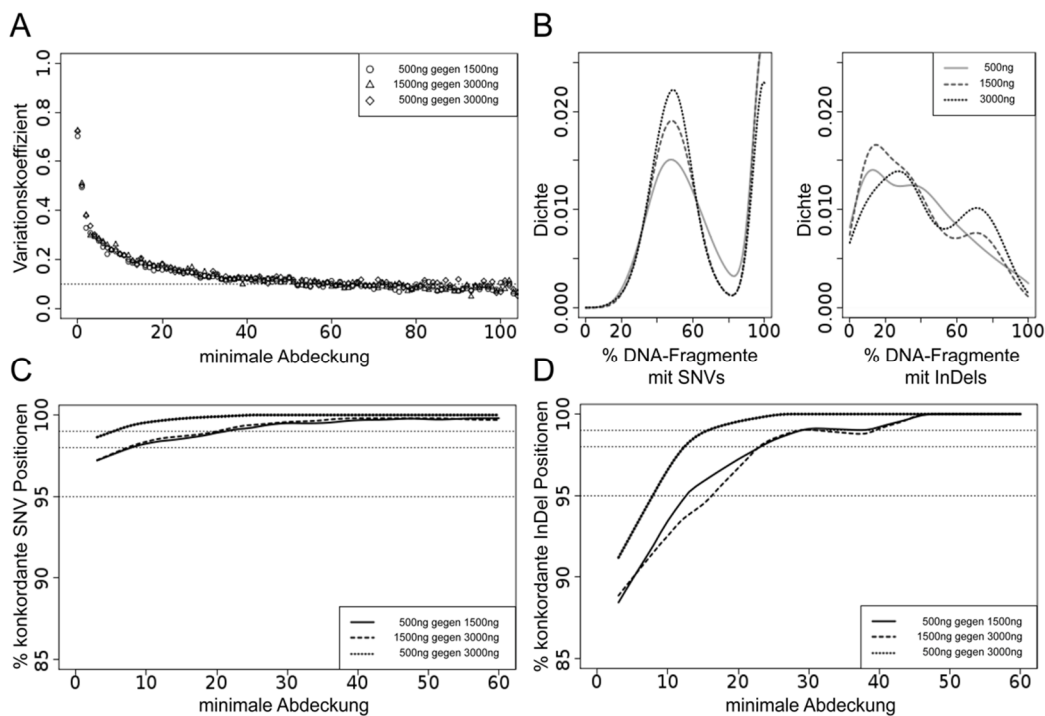 A
Variationskoeffizient
1.0
0.8
0.6
0.4
0.2
0.0
500ng gegen 1500ng
1500ng gegen 3000ng
500ng gegen 3000ng
0 20 40 60 80 100
minimale Abdeckung
B
Dichte
0.020
0.010
0.000
0 20 60 100
% DNA-Fragmente
mit SNVs
Dichte
0.020
0.010
0.000
500ng
1500ng
3000ng
0 20 60 100
% DNA-Fragmente
mit InDels
C
% konkordante SNV Positionen
100
95
90
85
500ng gegen 1500ng
1500ng gegen 3000ng
500ng gegen 3000ng
0 10 20 30 40 50 60
minimale Abdeckung
D
% konkordante InDel Positionen
100
95
90
85
500ng gegen 1500ng
1500ng gegen 3000ng
500ng gegen 3000ng
0 10 20 30 40 50 60
minimale Abdeckung